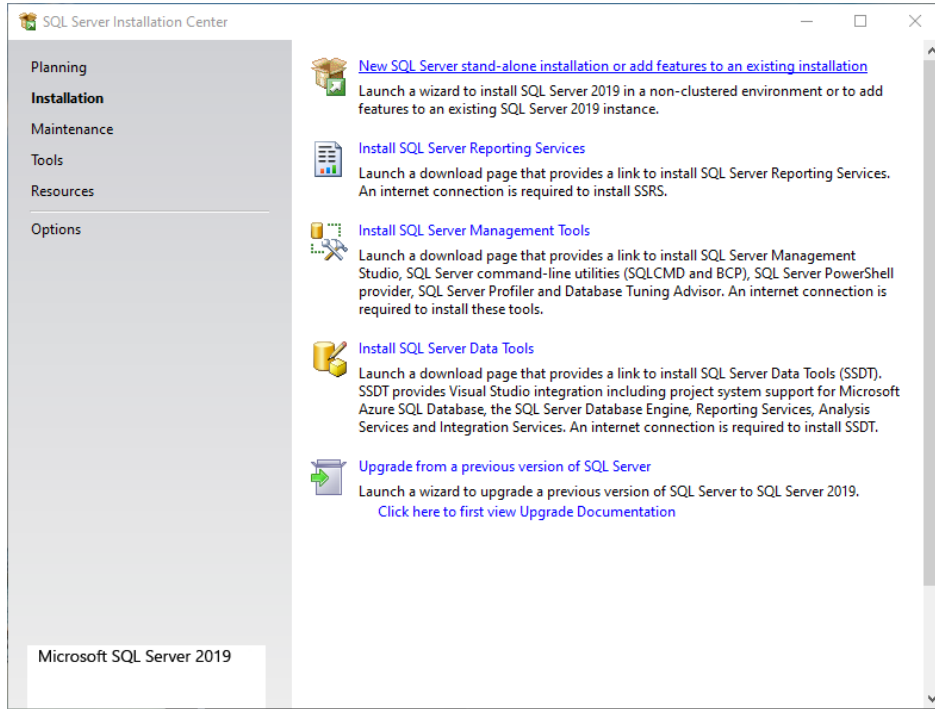 SQL Server Installation Center
Planning
Installation
Maintenance
Tools
Resources
Options
Microsoft SQL Server 2019
New SQL Server stand-alone installation or add features to an existing installation
Launch a wizard to install SQL Server 2019 in a non-clustered environment or to add
features to an existing SQL Server 2019 instance.
Install SQL Server Reporting Services
Launch a download page that provides a link to install SQL Server Reporting Services.
An internet connection is required to install SSRS.
Install SQL Server Management Tools
Launch a download page that provides a link to install SQL Server Management
Studio, SQL Server command-line utilities (SQLCMD and BCP), SQL Server PowerShell
provider, SQL Server Profiler and Database Tuning Advisor. An internet connection is
required to install these tools.
Install SQL Server Data Tools
Launch a download page that provides a link to install SQL Server Data Tools (SSDT).
SSDT provides Visual Studio integration including project system support for Microsoft
Azure SQL Database, the SQL Server Database Engine, Reporting Services, Analysis
Services and Integration Services. An internet connection is required to install SSDT.
Upgrade from a previous version of SQL Server
Launch a wizard to upgrade a previous version of SQL Server to SQL Server 2019.
Click here to first view Upgrade Documentation